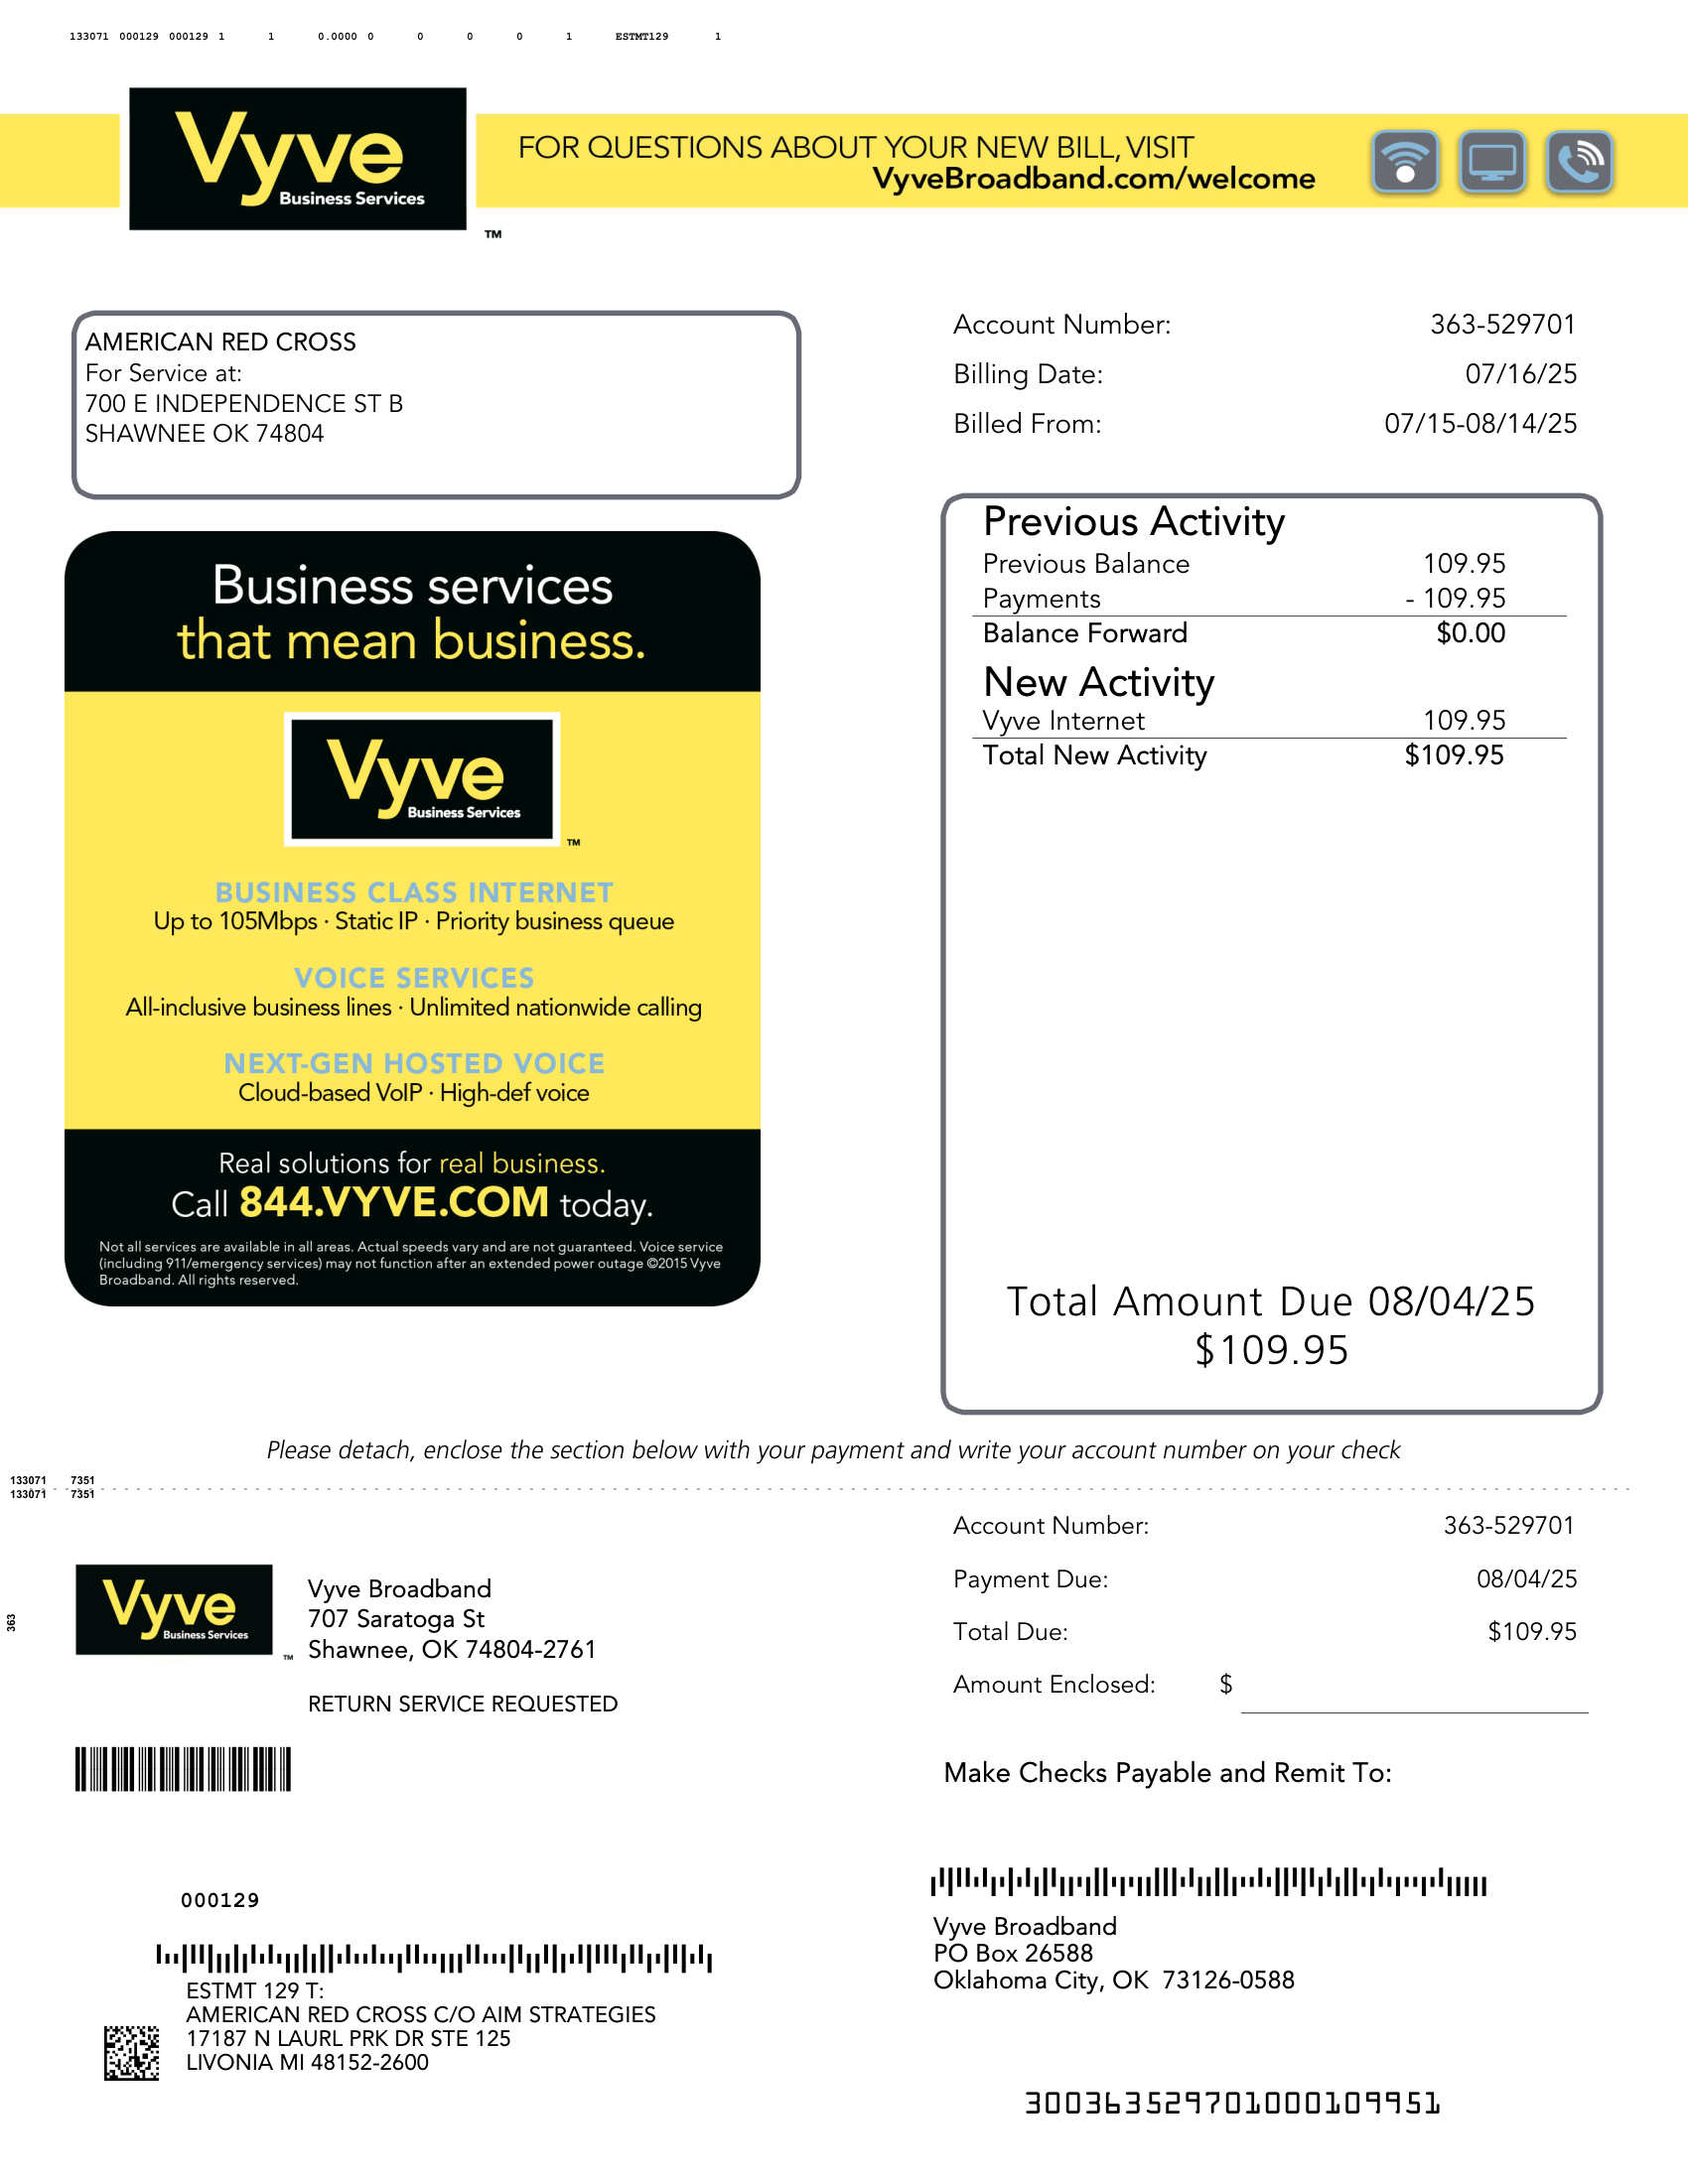 133071 000129 000129 1 1 0.0000 0 0 0 0 1 ESTMT129 1
Vyve
Business Services
TM
FOR QUESTIONS ABOUT YOUR NEW BILL, VISIT
VyveBroadband.com/welcome
AMERICAN RED CROSS
For Service at:
700 E INDEPENDENCE ST B
SHAWNEE OK 74804
Account Number: 363-529701
Billing Date: 07/16/25
Billed From: 07/15-08/14/25
Business services
that mean business.
Vyve
Business Services
TM
BUSINESS CLASS INTERNET
Up to 105Mbps · Static IP · Priority business queue
VOICE SERVICES
All-inclusive business lines · Unlimited nationwide calling
NEXT-GEN HOSTED VOICE
Cloud-based VoIP · High-def voice
Real solutions for real business.
Call 844.VYVE.COM today.
Not all services are available in all areas. Actual speeds vary and are not guaranteed. Voice service
(including 911/emergency services) may not function after an extended power outage ©2015 Vyve
Broadband. All rights reserved.
Previous Activity
Previous Balance 109.95
Payments - 109.95
Balance Forward $0.00
New Activity
Vyve Internet 109.95
Total New Activity $109.95
Total Amount Due 08/04/25
$109.95
Please detach, enclose the section below with your payment and write your account number on your check
133071 7351
133071 7351
363
Vyve
Business Services
TM
Vyve Broadband
707 Saratoga St
Shawnee, OK 74804-2761
RETURN SERVICE REQUESTED
Account Number: 363-529701
Payment Due: 08/04/25
Total Due: $109.95
Amount Enclosed: $
Make Checks Payable and Remit To:
Vyve Broadband
PO Box 26588
Oklahoma City, OK 73126-0588
000129
ESTMT 129 T:
AMERICAN RED CROSS C/O AIM STRATEGIES
17187 N LAURL PRK DR STE 125
LIVONIA MI 48152-2600
300363529701000109951